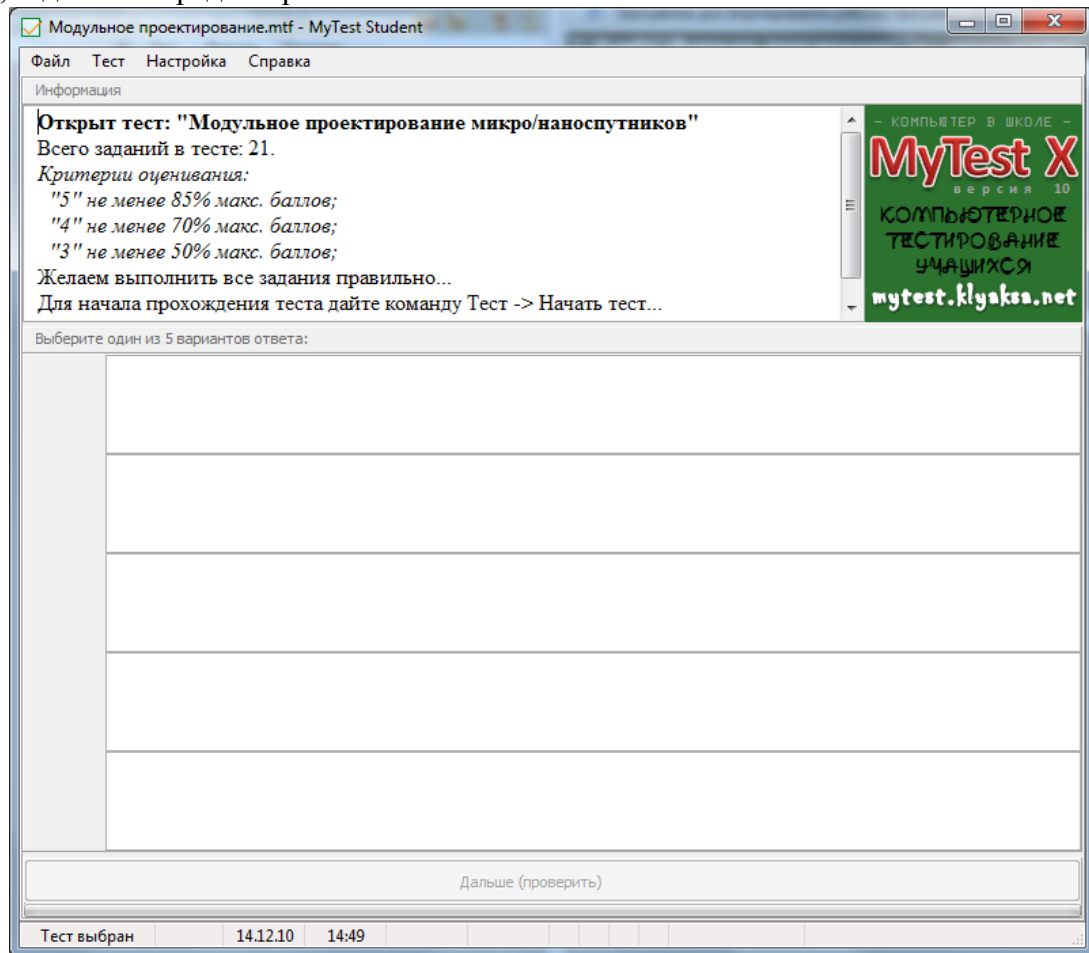 Модульное проектирование.mtf - MyTest Student
Файл Тест Настройка Справка
Информация
Открыт тест: "Модульное проектирование микро/наноспутников"
Всего заданий в тесте: 21.
Критерии оценивания:
"5" не менее 85% макс. баллов;
"4" не менее 70% макс. баллов;
"3" не менее 50% макс. баллов;
Желаем выполнить все задания правильно...
Для начала прохождения теста дайте команду Тест -> Начать тест...
- КОМПЬЮТЕР В ШКОЛЕ -
MyTest X
версия 10
КОМПЬЮТЕРНОЕ
ТЕСТИРОВАНИЕ
УЧАЩИХСЯ
mytest.klyaksa.net
Выберите один из 5 вариантов ответа:
Дальше (проверить)
Тест выбран 14.12.10 14:49